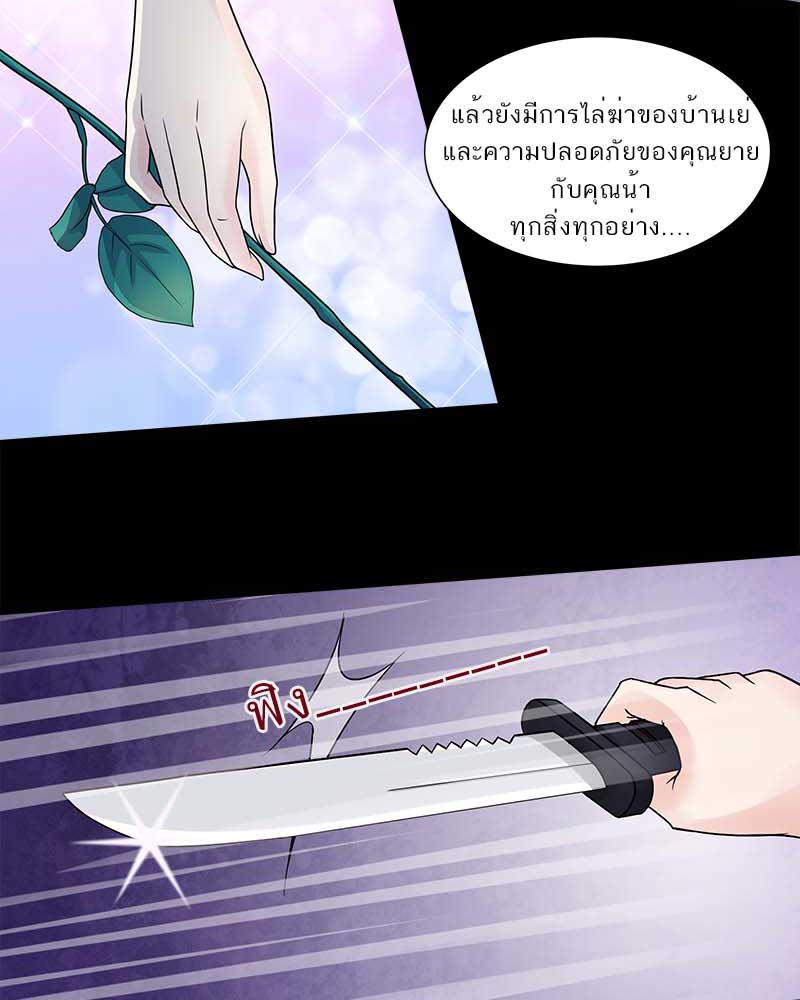 แล้วยังมีการไล่ฆ่าของบ้านเย่
และความปลอดภัยของคุณยาย
กับคุณน้า
ทุกสิ่งทุกอย่าง....
ฟิง